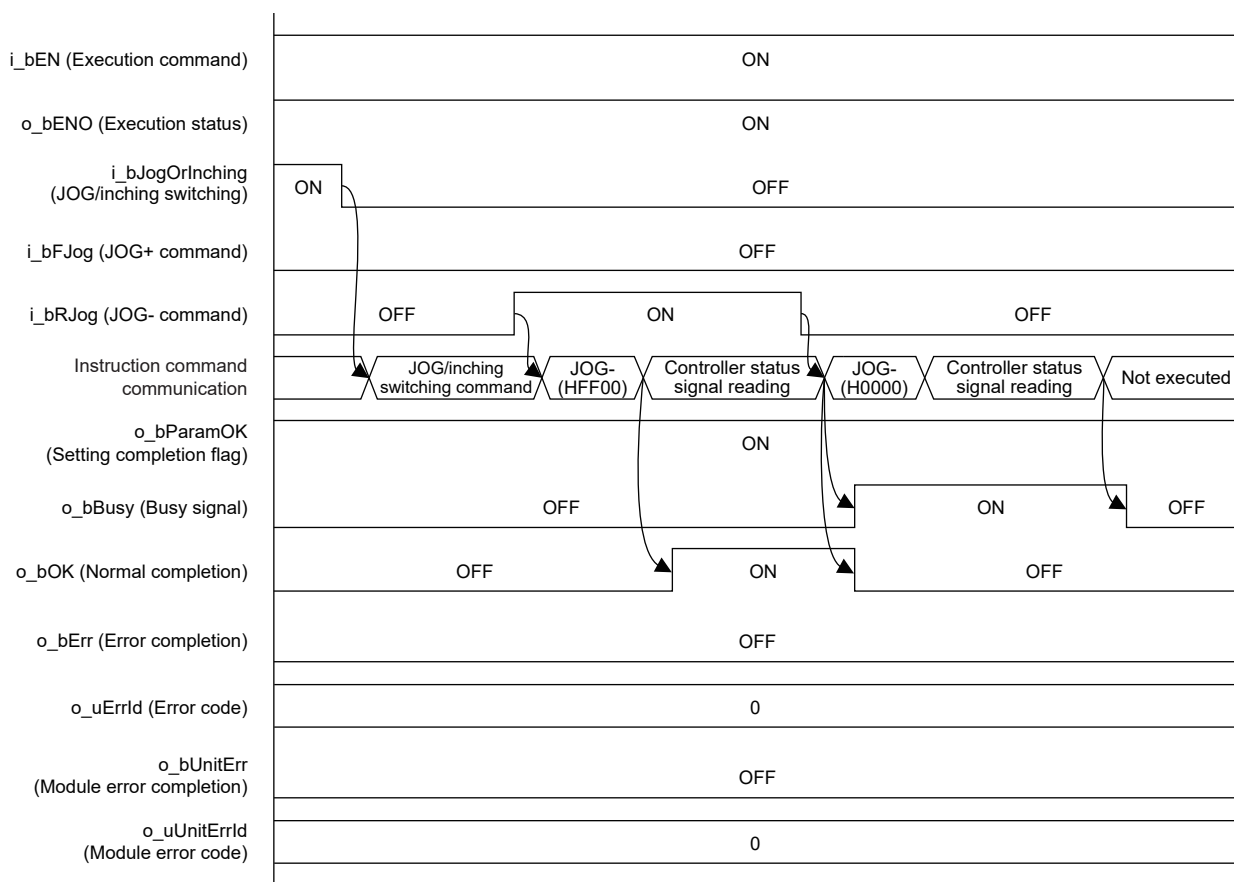 i_bEN (Execution command)
ON
o_bENO (Execution status)
ON
i_bJogOrInching
(JOG/inching switching)
ON
OFF
i_bFJog (JOG+ command)
OFF
i_bRJog (JOG- command)
OFF
ON
OFF
Instruction command
communication
JOG/inching
switching command
JOG-
(HFF00)
Controller status
signal reading
JOG-
(H0000)
Controller status
signal reading
Not executed
o_bParamOK
(Setting completion flag)
ON
o_bBusy (Busy signal)
OFF
ON
OFF
o_bOK (Normal completion)
OFF
ON
OFF
o_bErr (Error completion)
OFF
o_uErrId (Error code)
0
o_bUnitErr
(Module error completion)
OFF
o_uUnitErrId
(Module error code)
0